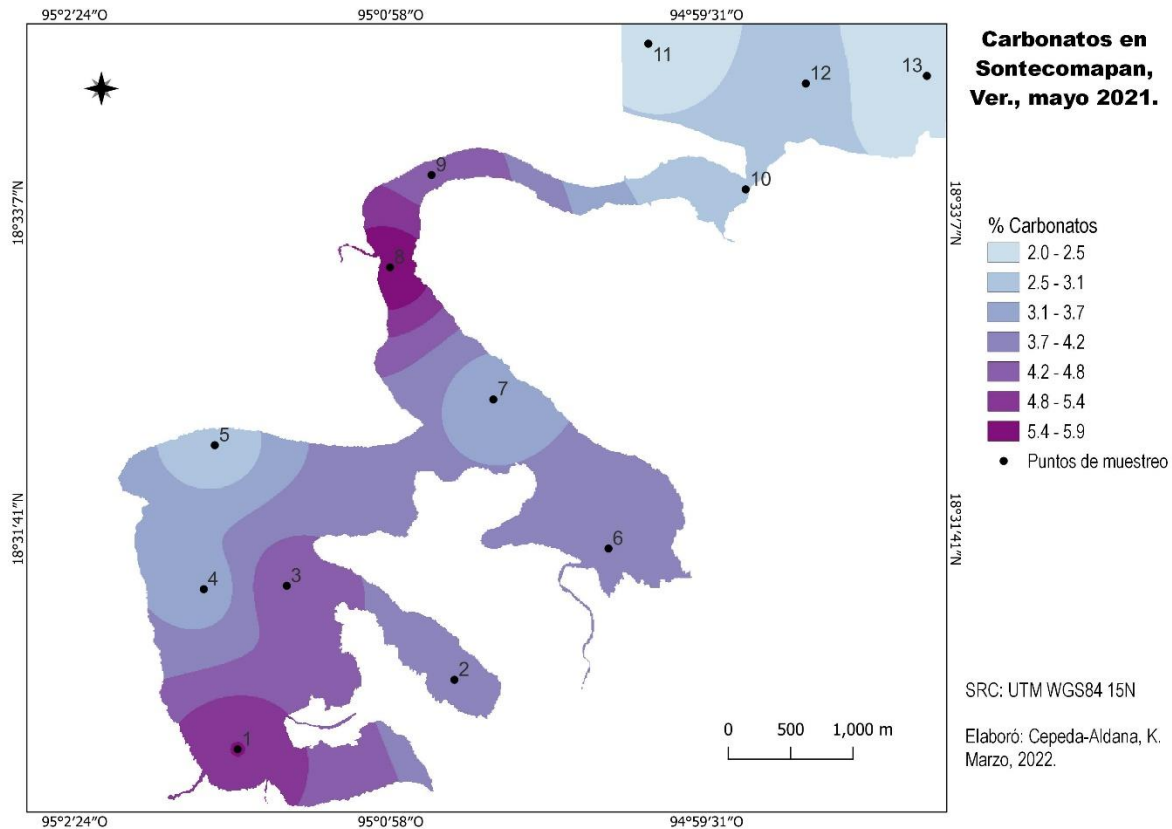 95°2'24"O 95°0'58"O 94°59'31"O
Carbonatos en
Sontecomapan,
Ver., mayo 2021.
11
12
13
9
10
18°33'7"N
18°33'7"N
8
% Carbonatos
2.0 - 2.5
2.5 - 3.1
3.1 - 3.7
3.7 - 4.2
4.2 - 4.8
4.8 - 5.4
5.4 - 5.9
Puntos de muestreo
7
5
18°31'41"N
18°31'41"N
6
4
3
2
1
0 500 1,000 m
SRC: UTM WGS84 15N
Elaboró: Cepeda-Aldana, K.
Marzo, 2022.
95°2'24"O 95°0'58"O 94°59'31"O